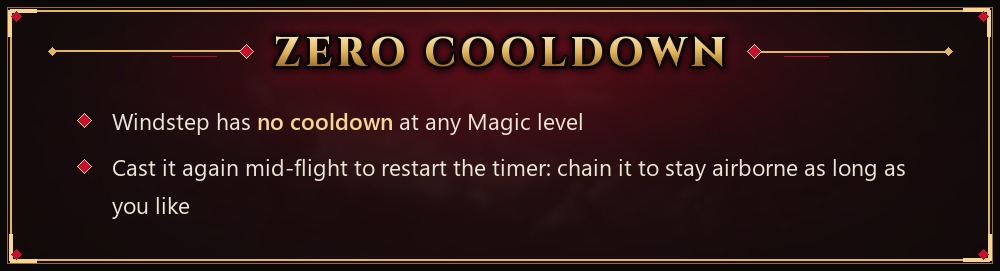 ZERO COOLDOWN
Windstep has no cooldown at any Magic level
Cast it again mid-flight to restart the timer: chain it to stay airborne as long as
you like